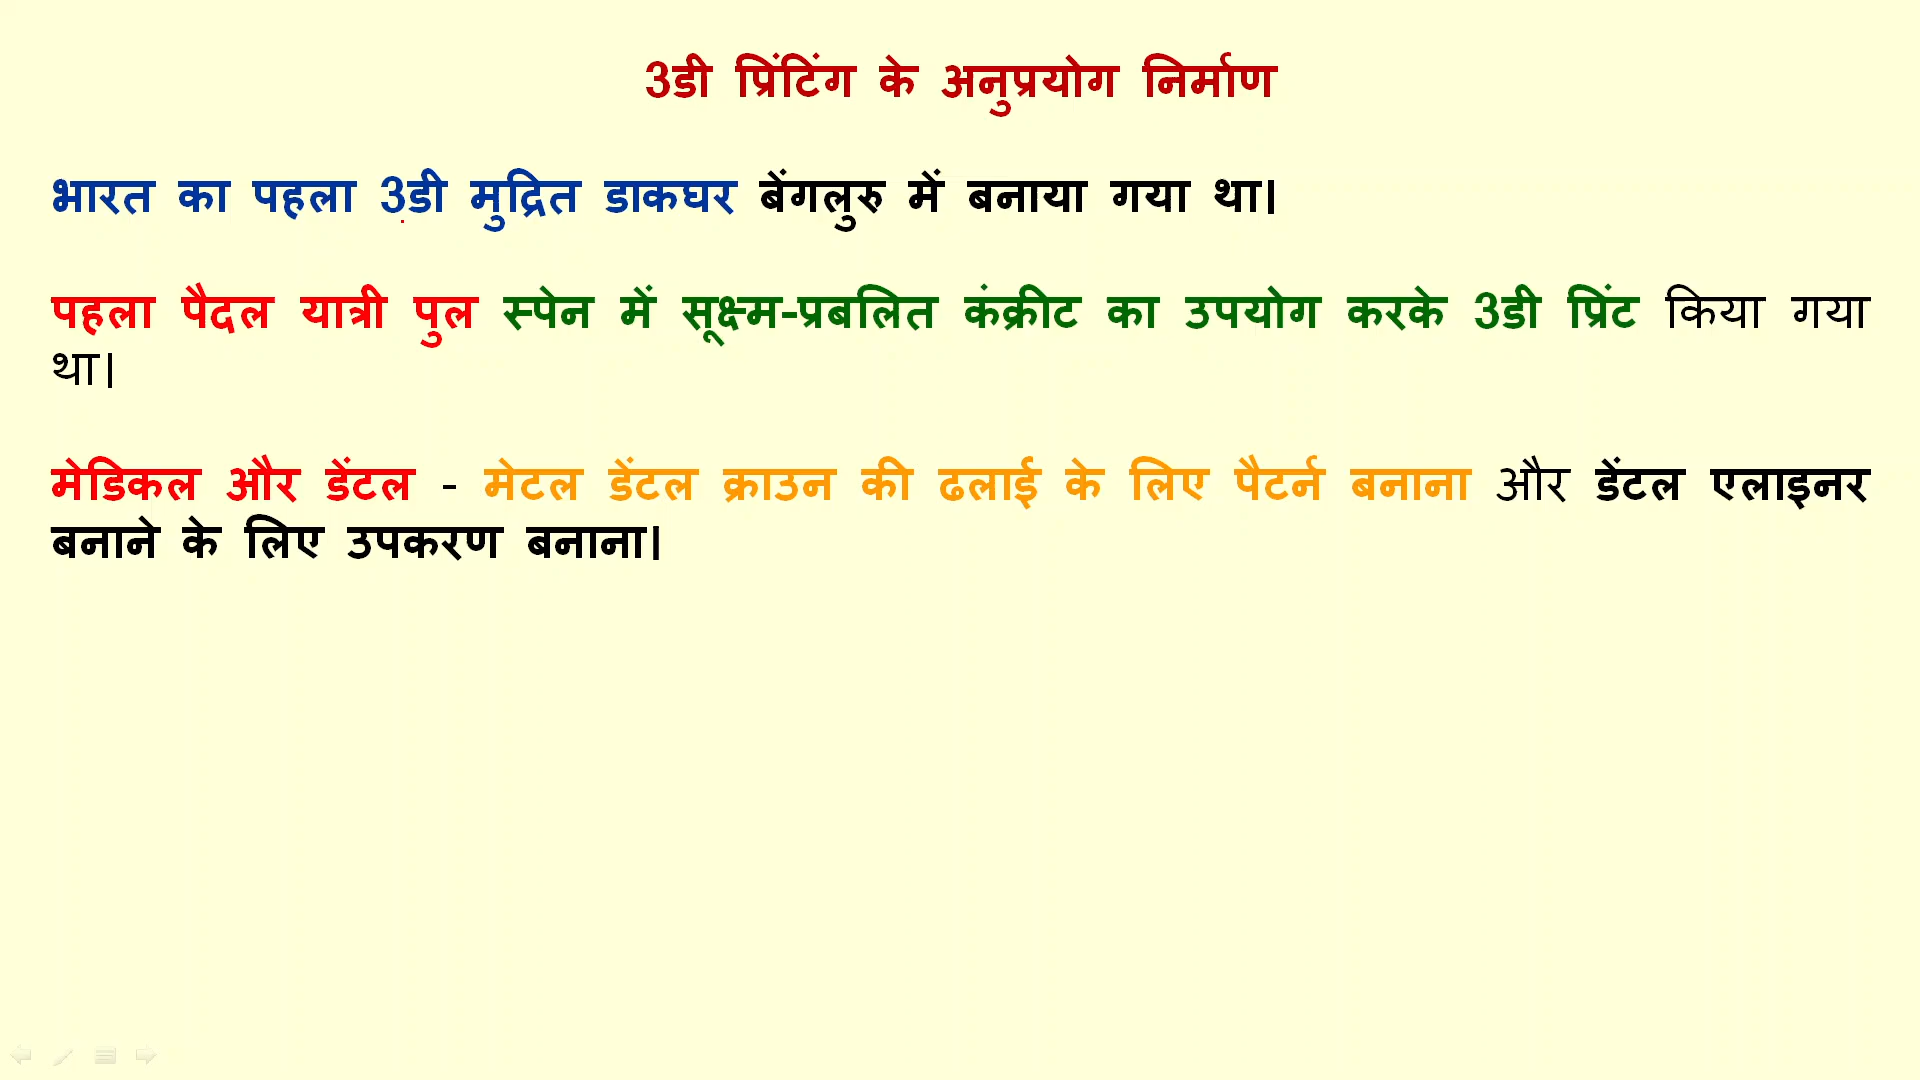 3डी प्रिंटिंग के अनुप्रयोग निर्माण
भारत का पहला 3डी मुद्रित डाकघर बेंगलुरु में बनाया गया था।
पहला पैदल यात्री पुल स्पेन में सूक्ष्म-प्रबलित कंक्रीट का उपयोग करके 3डी प्रिंट किया गया
था।
मेडिकल और डेंटल - मेटल डेंटल क्राउन की ढलाई के लिए पैटर्न बनाना और डेंटल एलाइनर
बनाने के लिए उपकरण बनाना।